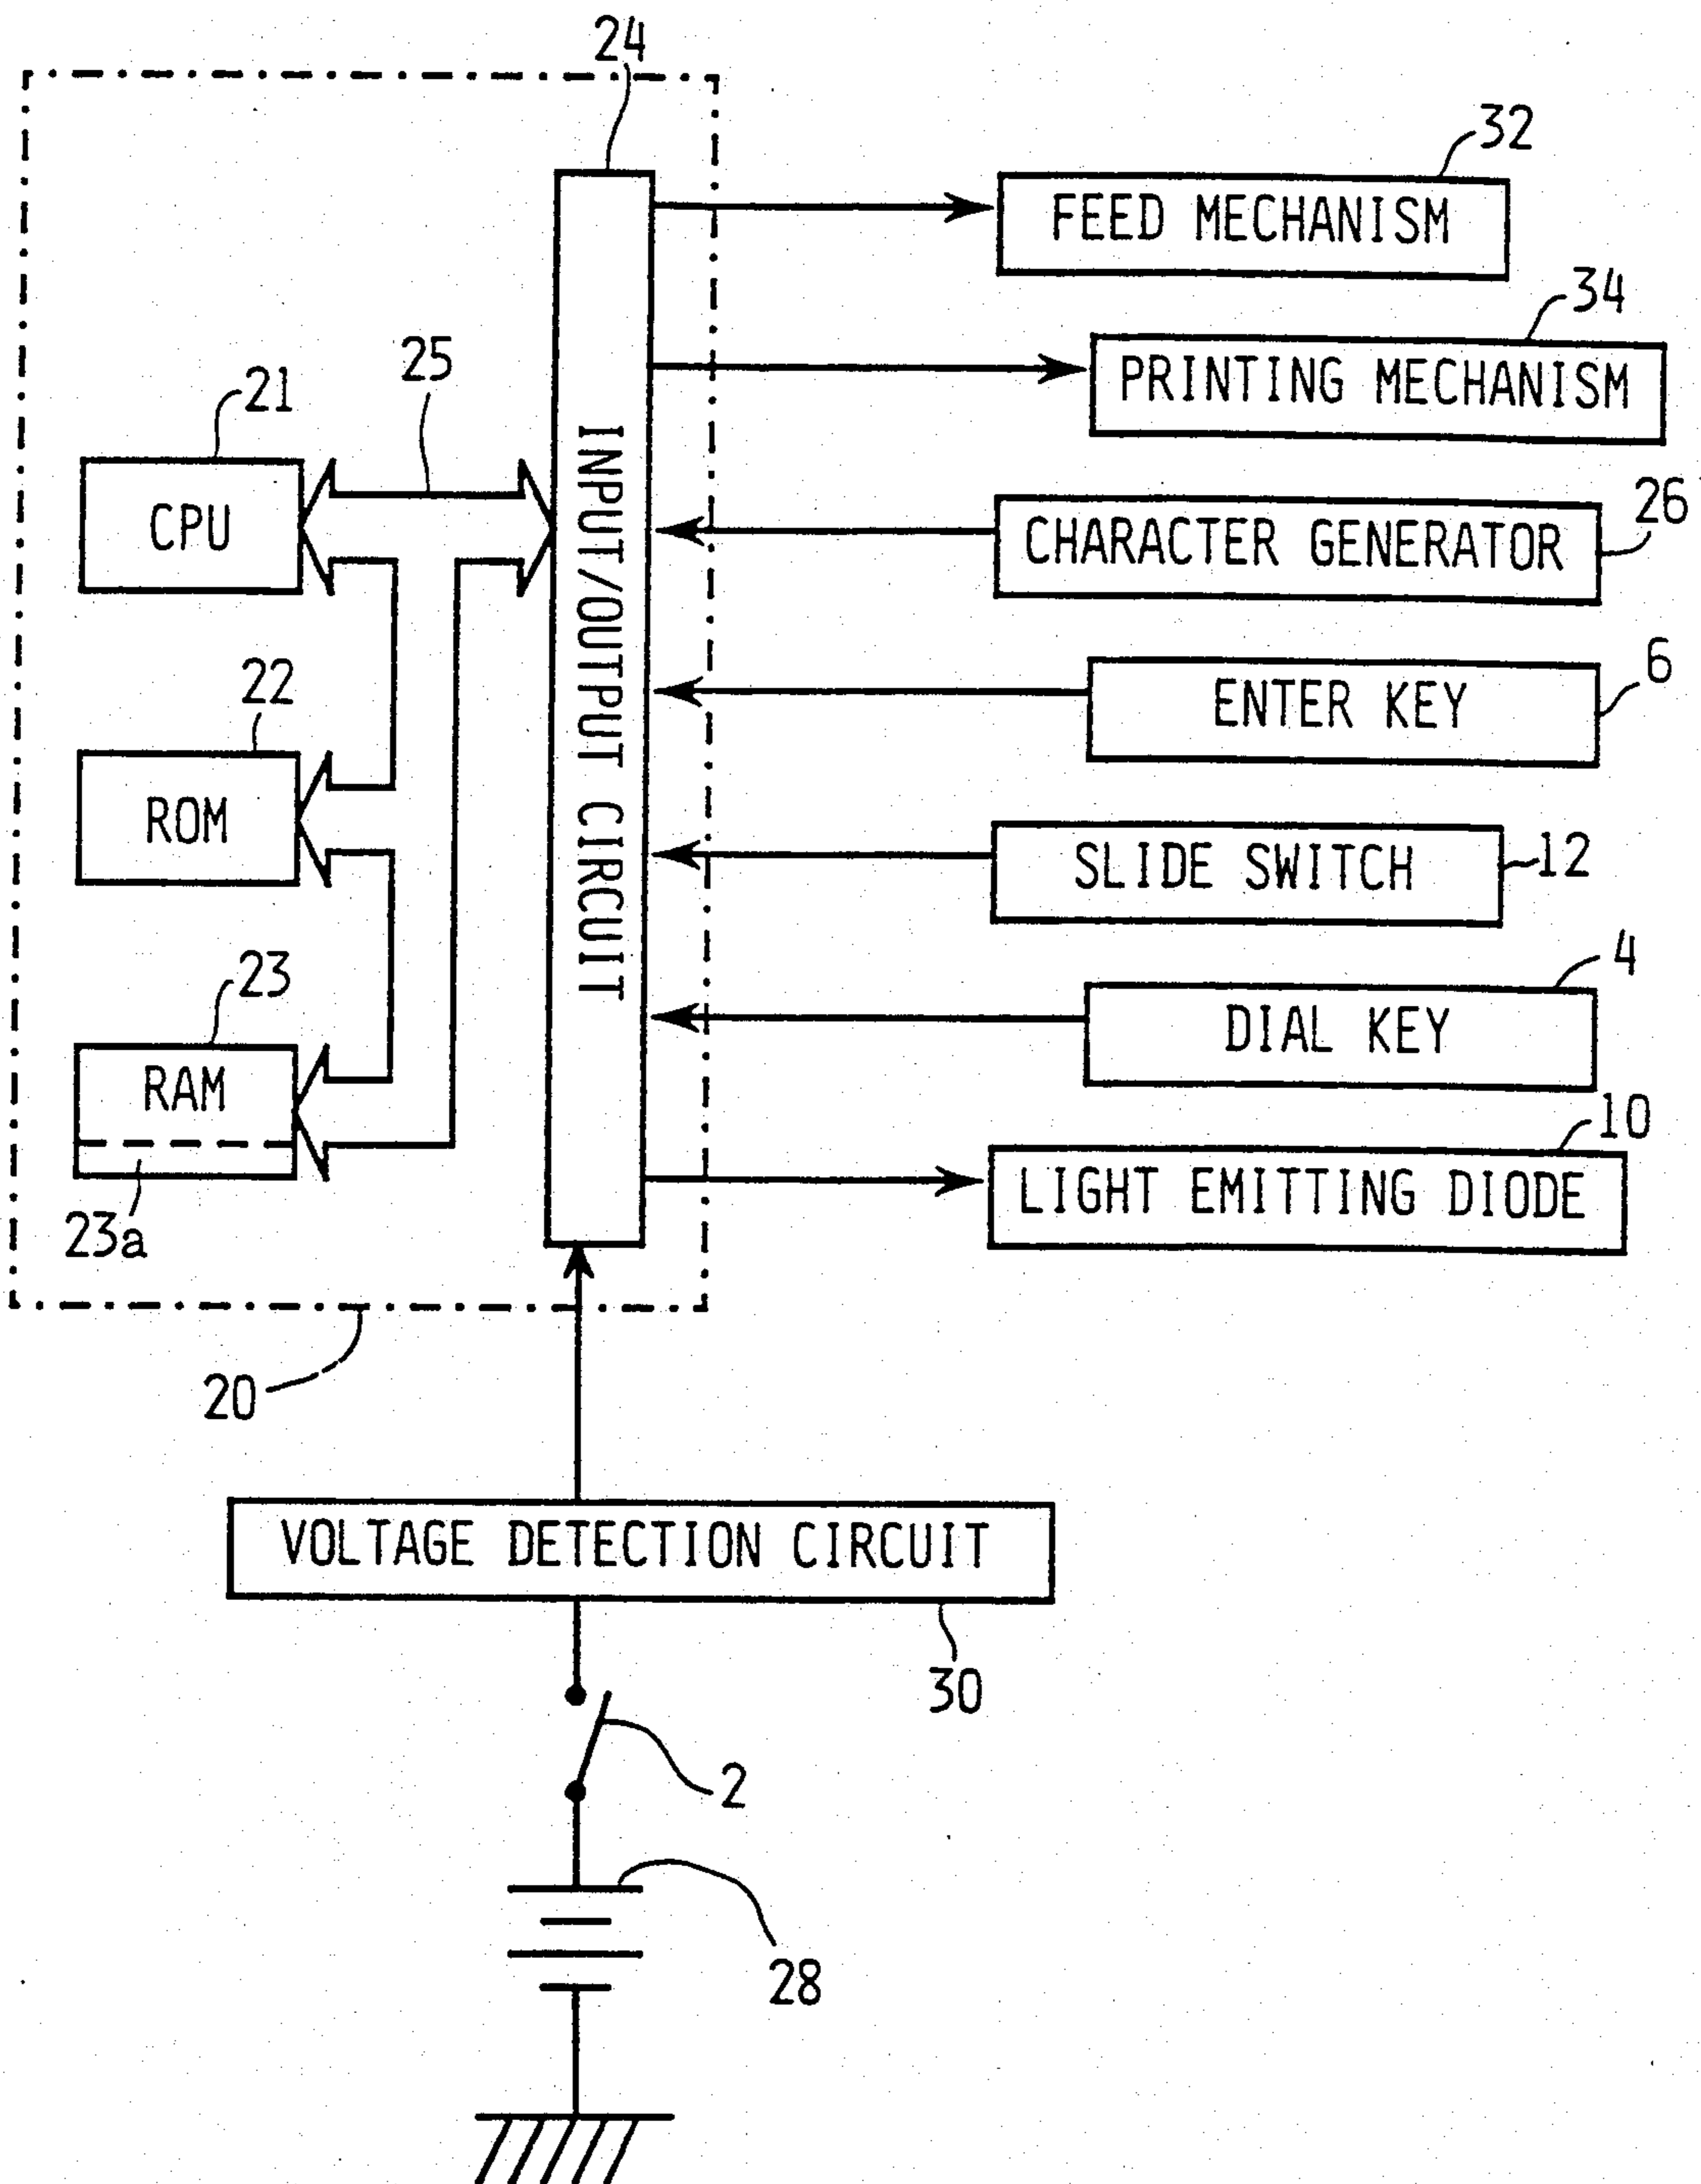 24
32
FEED MECHANISM
34
PRINTING MECHANISM
25
21
CPU
26
CHARACTER GENERATOR
INPUT/OUTPUT CIRCUIT
6
ENTER KEY
22
ROM
12
SLIDE SWITCH
4
DIAL KEY
23
RAM
23a
10
LIGHT EMITTING DIODE
20
VOLTAGE DETECTION CIRCUIT
30
2
28